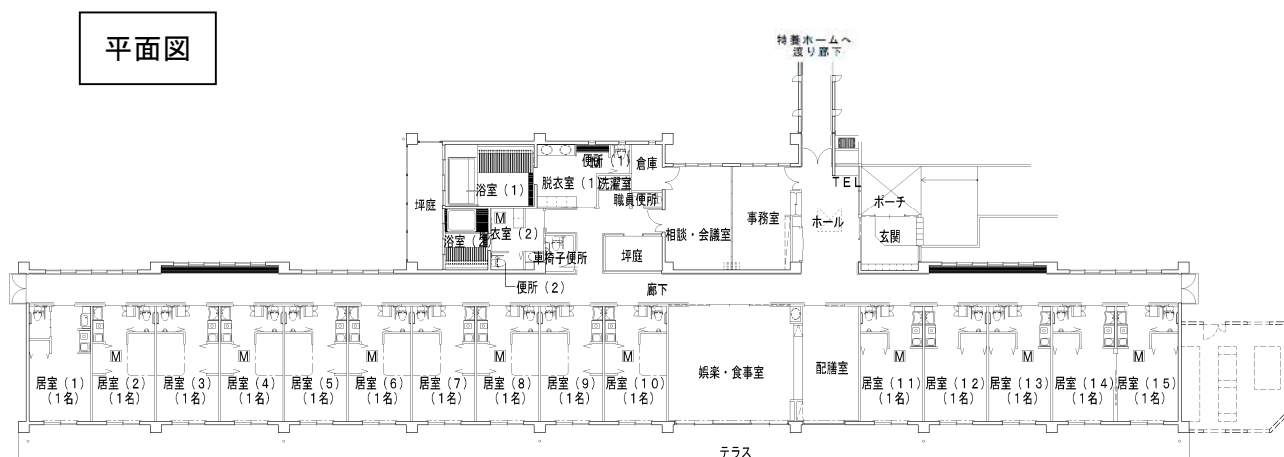 平面図
特養ホームへ
渡り廊下
便所（1）
倉庫
浴室（1）
脱衣室（1）
洗濯室
TEL
坪庭
職員便所
ポーチ
M
事務室
ホール
浴室（2）
脱衣室（2）
相談・会議室
玄関
車椅子便所
坪庭
便所（2）
廊下
M
M
M
M
M
M
M
M
居室（1）
（1名）
居室（2）
（1名）
居室（3）
（1名）
居室（4）
（1名）
居室（5）
（1名）
居室（6）
（1名）
居室（7）
（1名）
居室（8）
（1名）
居室（9）
（1名）
居室（10）
（1名）
娯楽・食事室
配膳室
居室（11）
（1名）
居室（12）
（1名）
居室（13）
（1名）
居室（14）
（1名）
居室（15）
（1名）
テラス